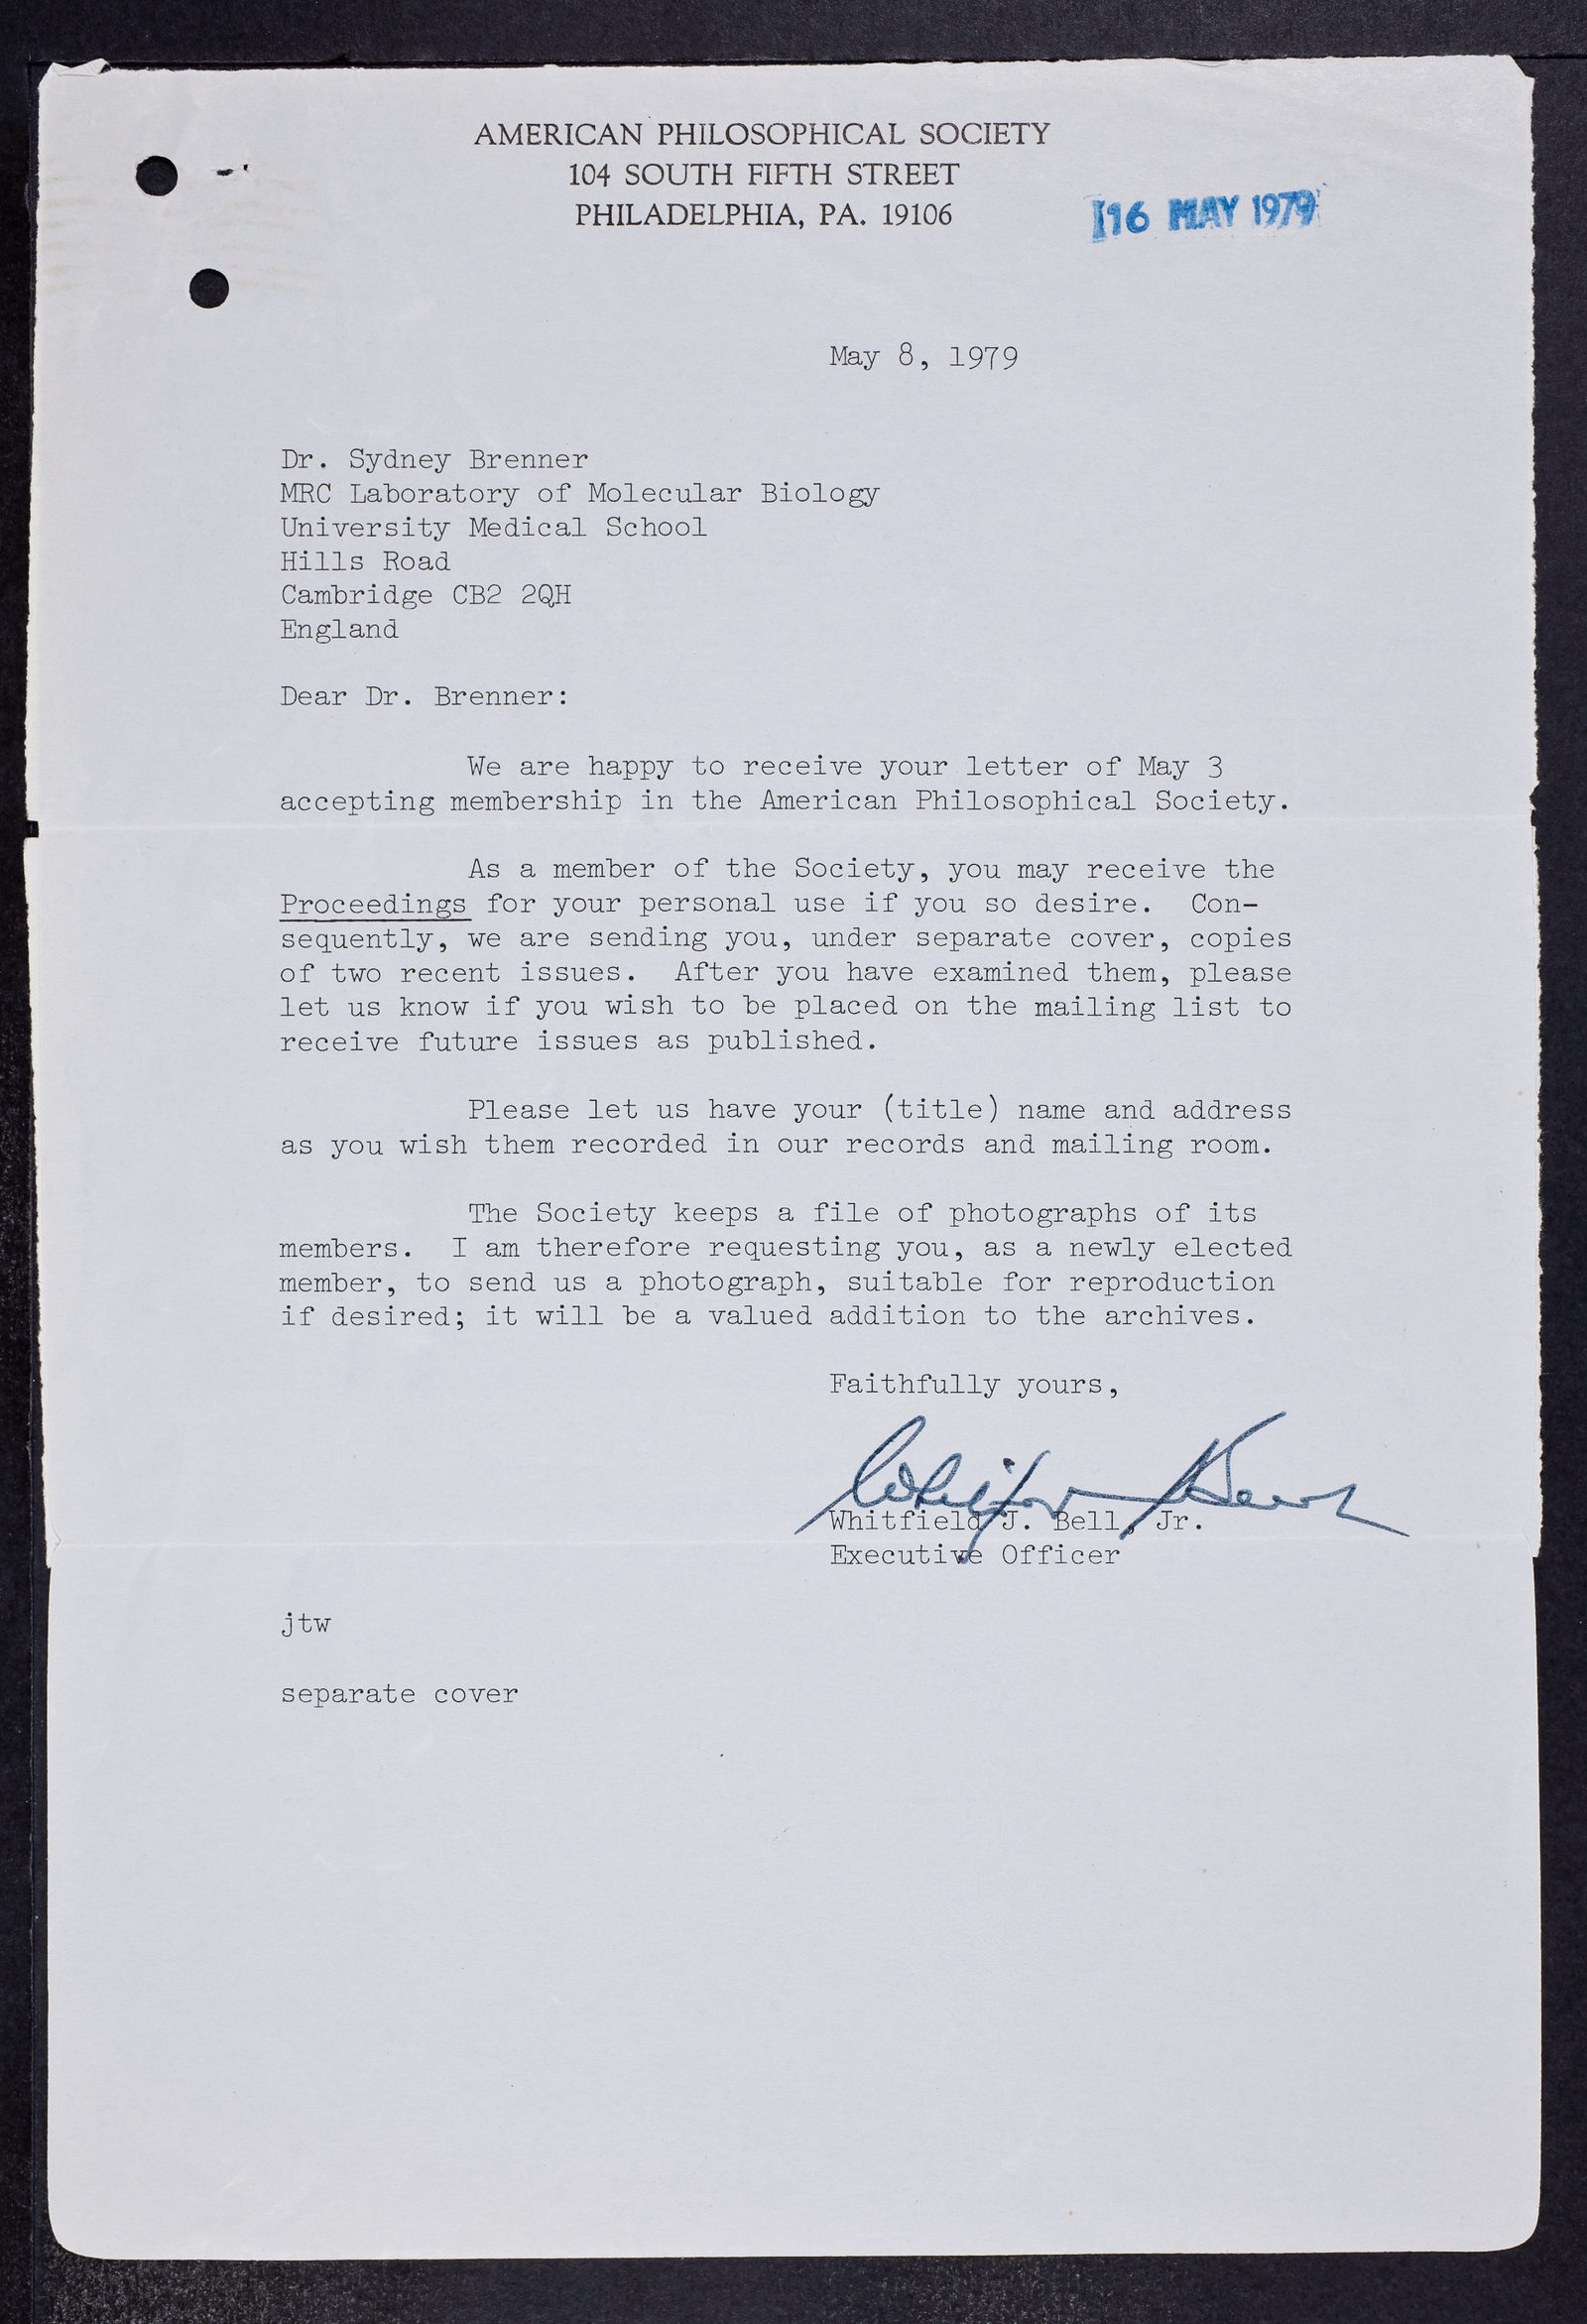 AMERICAN PHILOSOPHICAL SOCIETY
104 SOUTH FIFTH STREET
PHILADELPHIA, PA. 19106
16 MAY 1979
May 8, 1979
Dr. Sydney Brenner
MRC Laboratory of Molecular Biology
University Medical School
Hills Road
Cambridge CB2 2QH
England
Dear Dr. Brenner:
We are happy to receive your letter of May 3
accepting membership in the American Philosophical Society.
As a member of the Society, you may receive the
Proceedings for your personal use if you so desire. Con-
sequently, we are sending you, under separate cover, copies
of two recent issues. After you have examined them, please
let us know if you wish to be placed on the mailing list to
receive future issues as published.
Please let us have your (title) name and address
as you wish them recorded in our records and mailing room.
The Society keeps a file of photographs of its
members. I am therefore requesting you, as a newly elected
member, to send us a photograph, suitable for reproduction
if desired; it will be a valued addition to the archives.
Faithfully yours,
Whitfield J. Bell, Jr.
Executive Officer
jtw
separate cover